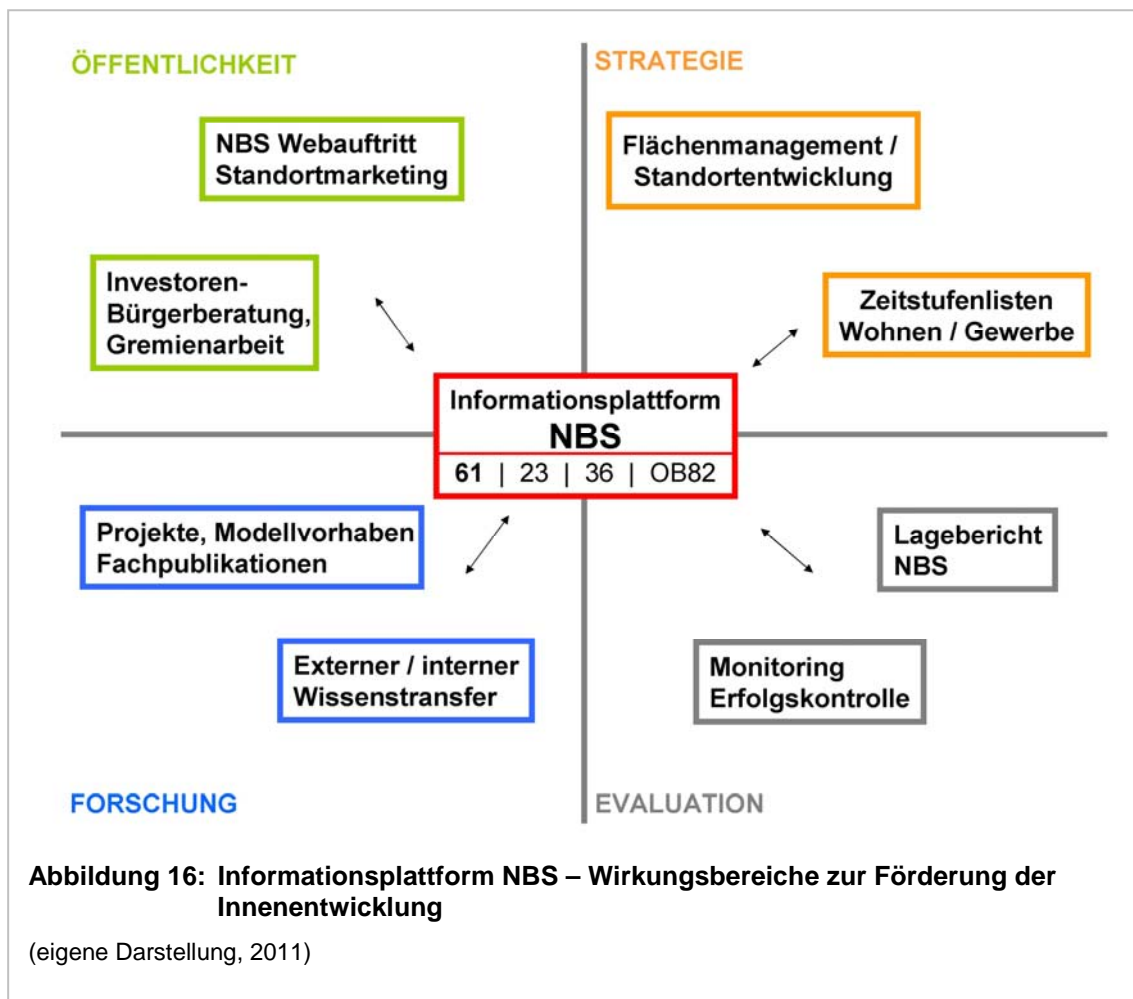 ÖFFENTLICHKEIT
NBS Webauftritt
Standortmarketing
Investoren-
Bürgerberatung,
Gremienarbeit
STRATEGIE
Flächenmanagement /
Standortentwicklung
Zeitstufenlisten
Wohnen / Gewerbe
Informationsplattform
NBS
61 | 23 | 36 | OB82
Projekte, Modellvorhaben
Fachpublikationen
Externer / interner
Wissenstransfer
FORSCHUNG
Lagebericht
NBS
Monitoring
Erfolgskontrolle
EVALUATION
Abbildung 16: Informationsplattform NBS – Wirkungsbereiche zur Förderung der
Innenentwicklung
(eigene Darstellung, 2011)